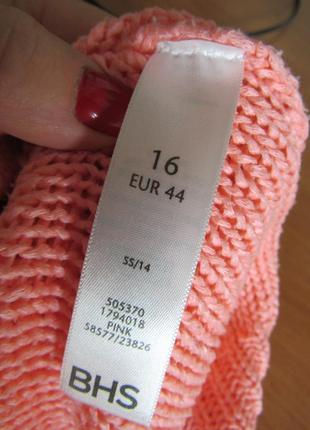 16
EUR 44
SS/14
505370
1794018
PINK
58577/23826
BHS